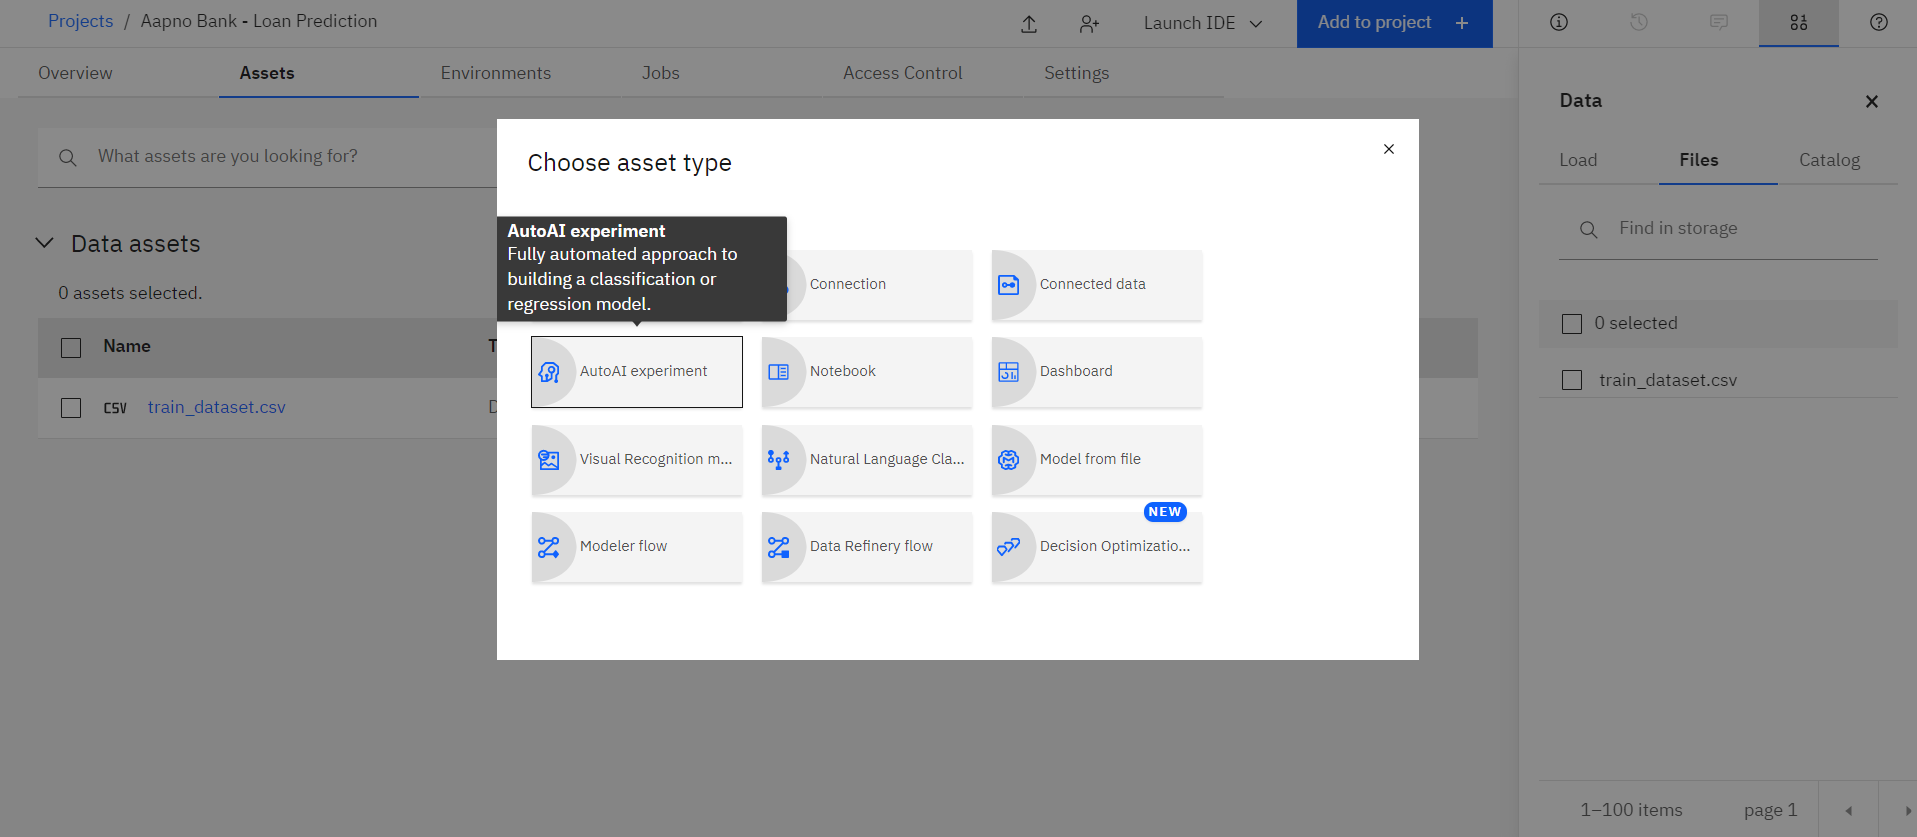 Projects / Aapno Bank - Loan Prediction
Launch IDE
Add to project +
Overview
Assets
Environments
Jobs
Access Control
Settings
What assets are you looking for?
Data assets
0 assets selected.
Name
T
CSV train_dataset.csv
D
Choose asset type
AutoAI experiment
Fully automated approach to
building a classification or
regression model.
Connection
Connected data
AutoAI experiment
Notebook
Dashboard
Visual Recognition m...
Natural Language Cla...
Model from file
Modeler flow
Data Refinery flow
NEW
Decision Optimizatio...
Data
Load
Files
Catalog
Find in storage
0 selected
train_dataset.csv
1–100 items
page 1